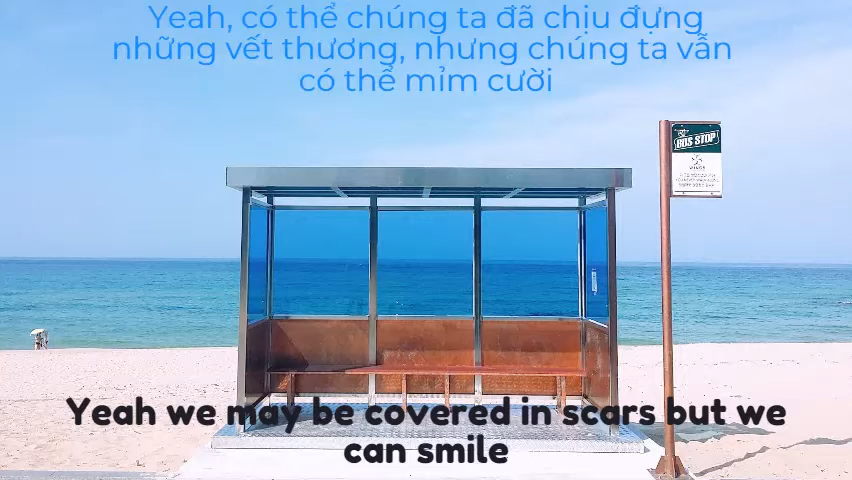 Yeah, có thể chúng ta đã chịu đựng
những vết thương, nhưng chúng ta vẫn
có thể mỉm cười
BUS STOP
WINGS
Yeah we may be covered in scars but we
can smile